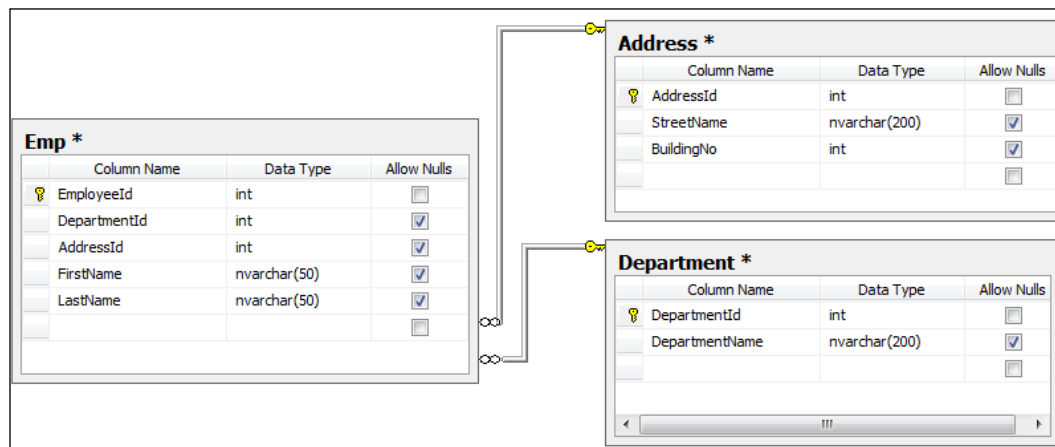 Emp *
Column Name Data Type Allow Nulls
EmployeeId int
DepartmentId int
AddressId int
FirstName nvarchar(50)
LastName nvarchar(50)
Address *
Column Name Data Type Allow Nulls
AddressId int
StreetName nvarchar(200)
BuildingNo int
Department *
Column Name Data Type Allow Nulls
DepartmentId int
DepartmentName nvarchar(200)